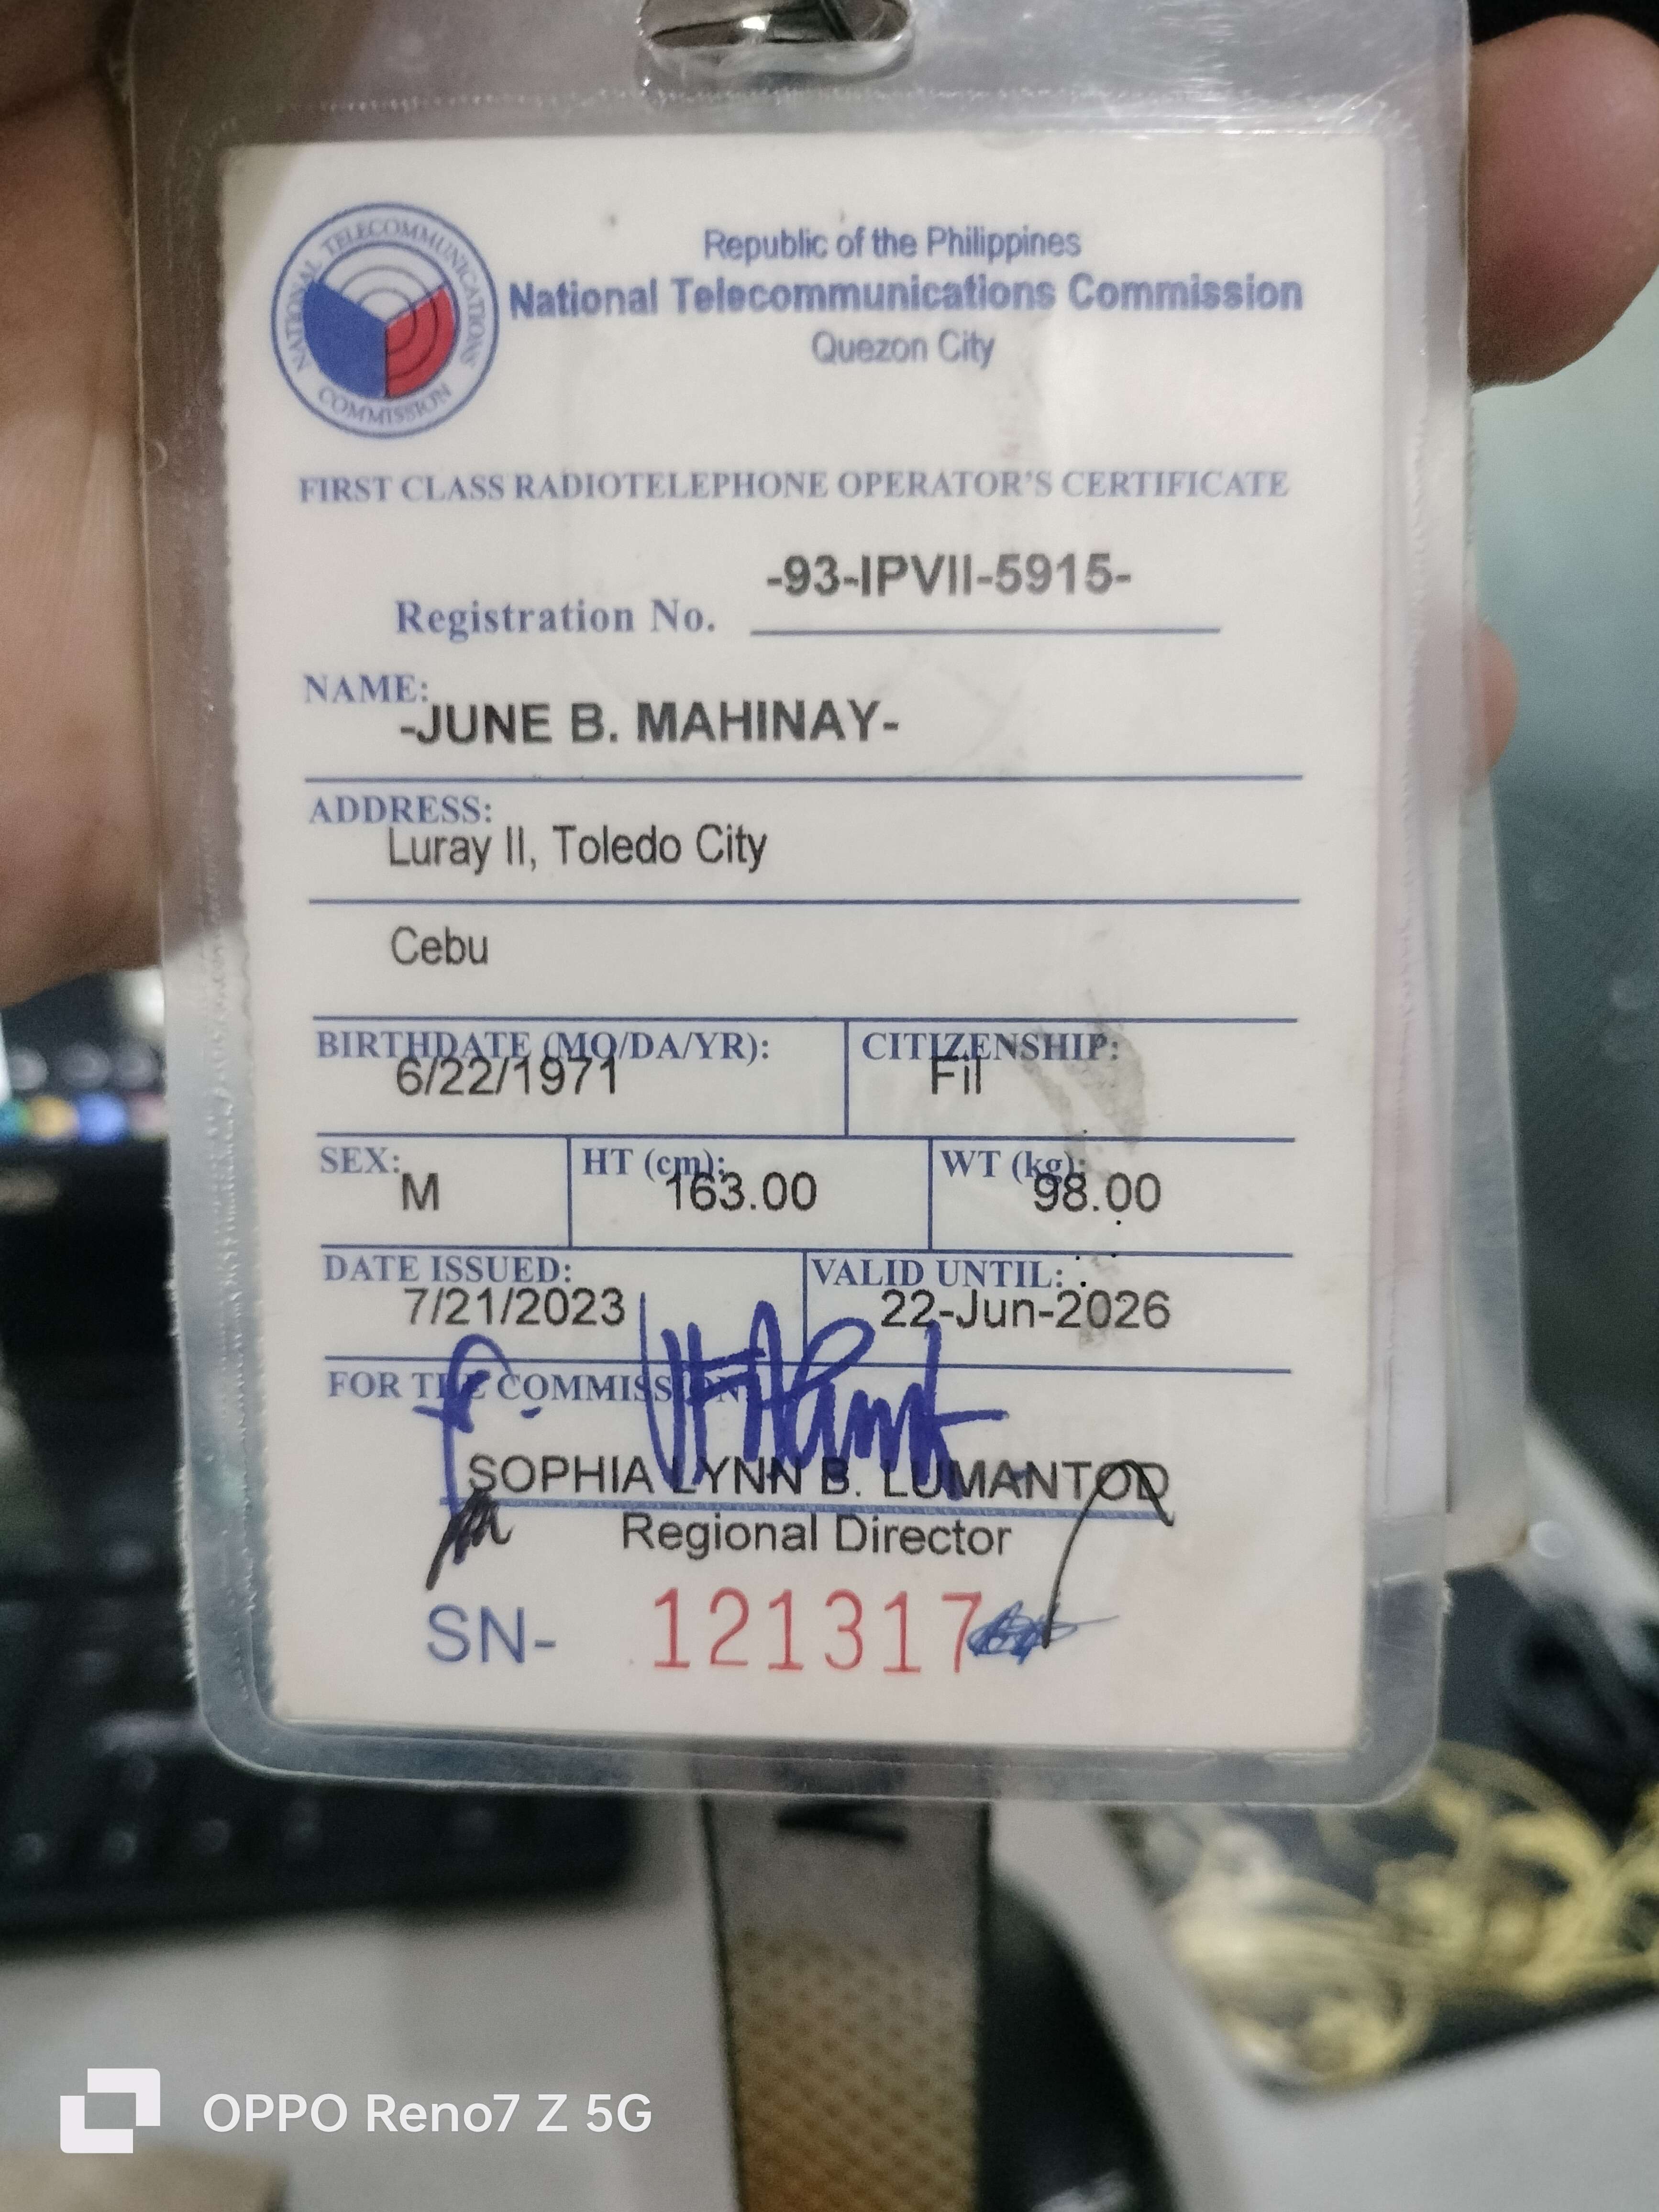 NATIONAL TELECOMMUNICATIONS
COMMISSION
Republic of the Philippines
National Telecommunications Commission
Quezon City
FIRST CLASS RADIOTELEPHONE OPERATOR'S CERTIFICATE
Registration No. -93-IPVII-5915-
NAME:
-JUNE B. MAHINAY-
ADDRESS:
Luray II, Toledo City
Cebu
BIRTHDATE (MO/DA/YR): CITIZENSHIP:
6/22/1971 Fil
SEX: HT (cm): WT (kg):
M 163.00 98.00
DATE ISSUED: VALID UNTIL:
7/21/2023 22-Jun-2026
FOR THE COMMISSION
SOPHIA LYNN B. LUMANTOD
Regional Director
SN- 121317
OPPO Reno7 Z 5G